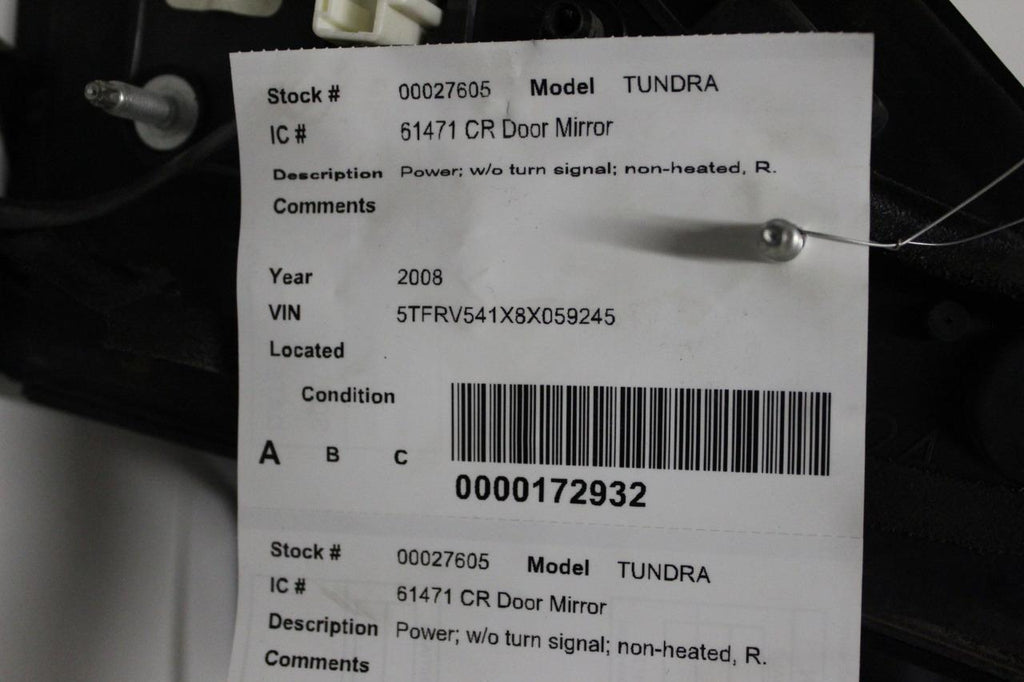 Stock # 00027605 Model TUNDRA
IC # 61471 CR Door Mirror
Description Power; w/o turn signal; non-heated, R.
Comments
Year 2008
VIN 5TFRV541X8X059245
Located
Condition
A B C
0000172932
Stock # 00027605 Model TUNDRA
IC # 61471 CR Door Mirror
Description Power; w/o turn signal; non-heated, R.
Comments